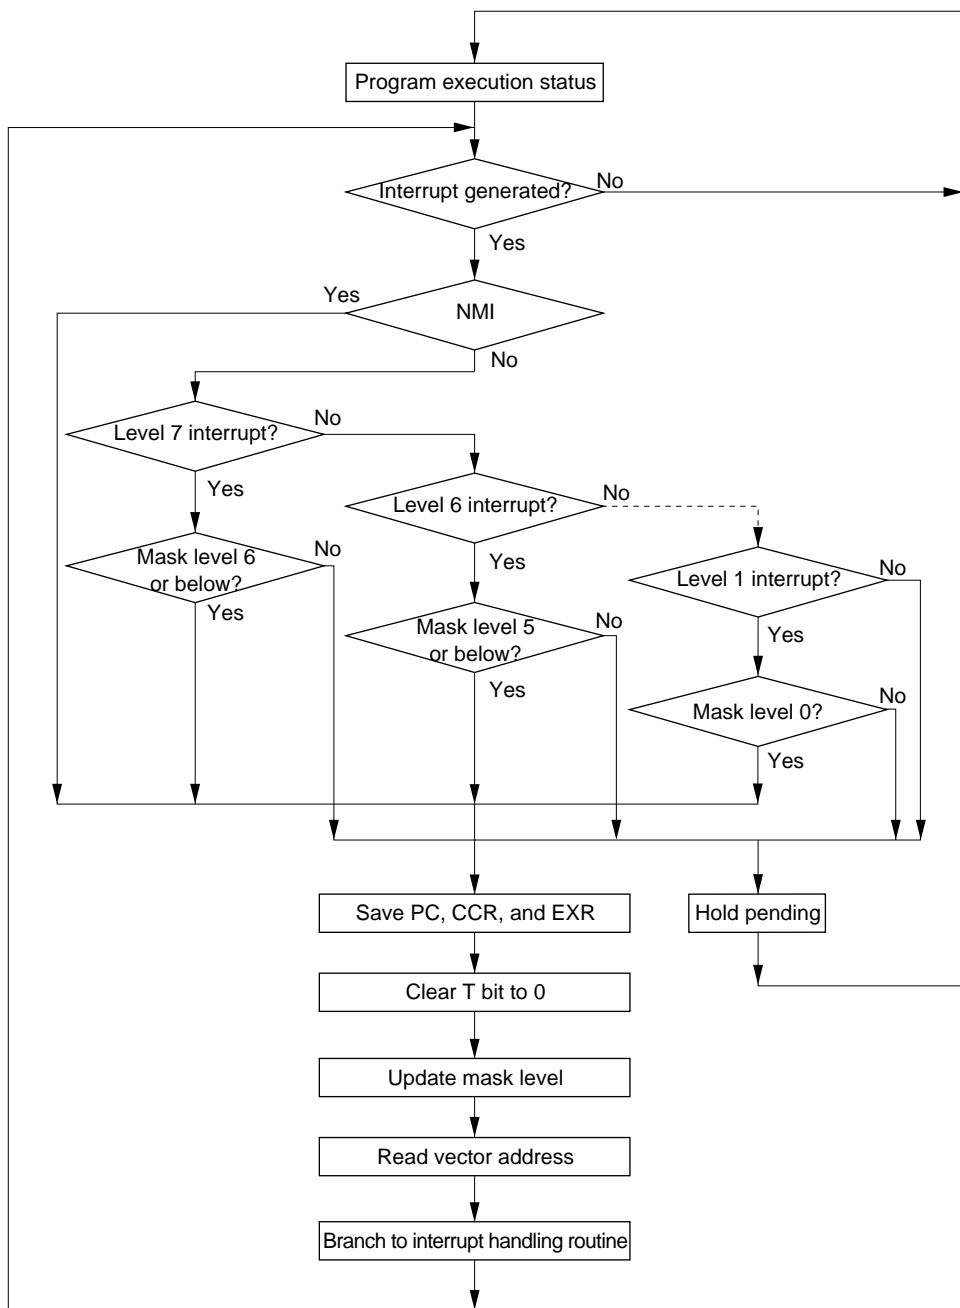 Program execution status
Interrupt generated?
No
Yes
Yes
NMI
No
Level 7 interrupt?
No
Yes
Level 6 interrupt?
No
Mask level 6
or below?
No
Yes
Yes
Level 1 interrupt?
No
Mask level 5
or below?
No
Yes
Yes
Mask level 0?
No
Yes
Save PC, CCR, and EXR
Hold pending
Clear T bit to 0
Update mask level
Read vector address
Branch to interrupt handling routine